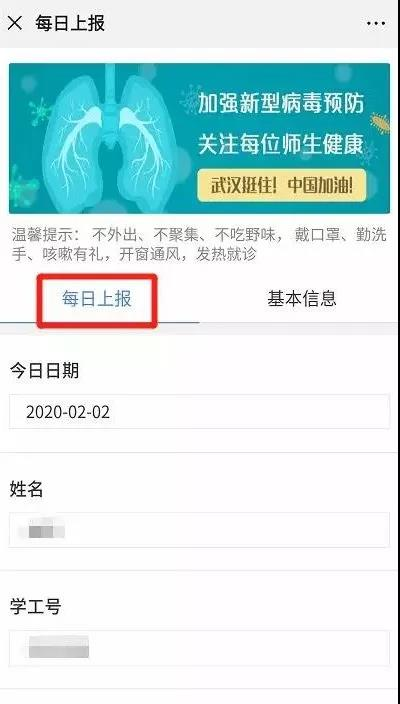 每日上报
加强新型病毒预防
关注每位师生健康
武汉挺住！中国加油！
温馨提示： 不外出、不聚集、不吃野味， 戴口罩、勤洗
手、咳嗽有礼，开窗通风，发热就诊
每日上报
基本信息
今日日期
2020-02-02
姓名
学工号